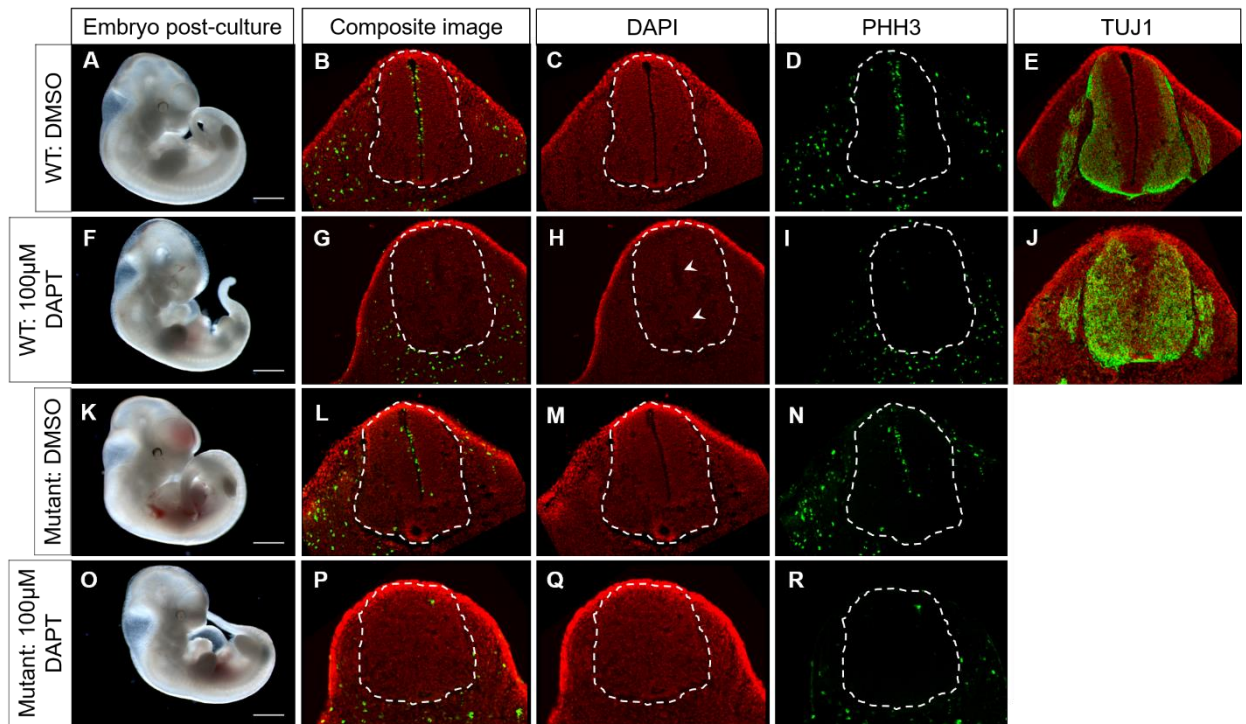 Embryo post-culture
Composite image
DAPI
PHH3
TUJ1
WT: DMSO
A
B
C
D
E
WT: 100µM
DAPT
F
G
H
I
J
Mutant: DMSO
K
L
M
N
Mutant: 100µM
DAPT
O
P
Q
R